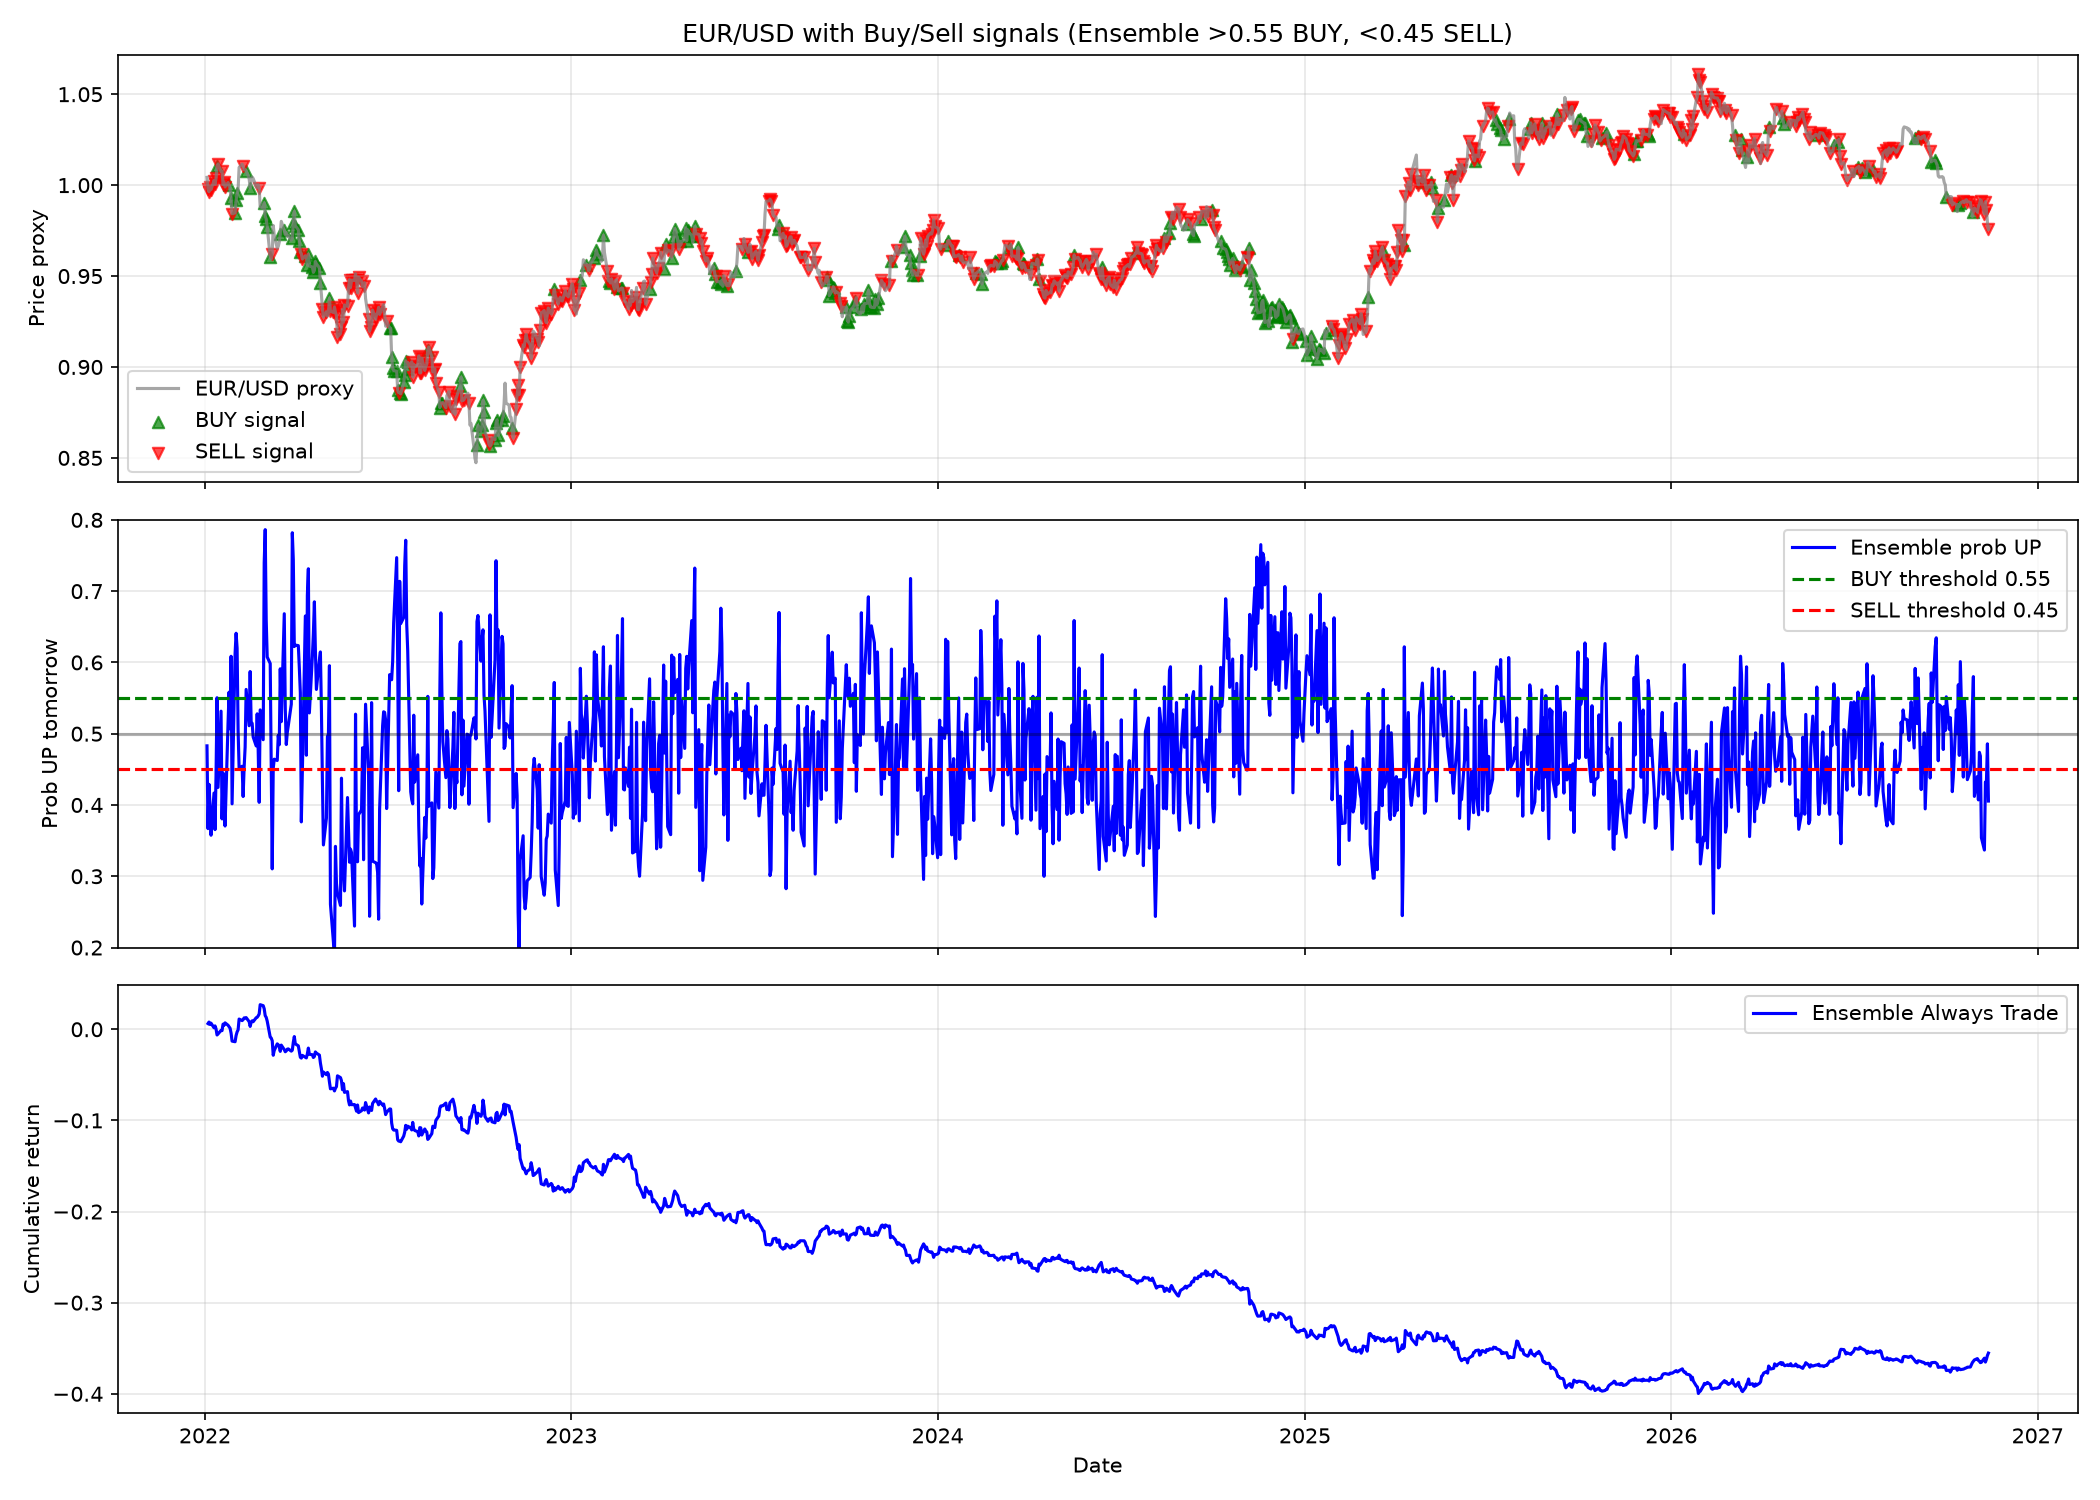 EUR/USD with Buy/Sell signals (Ensemble >0.55 BUY, <0.45 SELL)
Price proxy
1.05
1.00
0.95
0.90
0.85
EUR/USD proxy
BUY signal
SELL signal
Prob UP tomorrow
0.8
0.7
0.6
0.5
0.4
0.3
0.2
Ensemble prob UP
BUY threshold 0.55
SELL threshold 0.45
Cumulative return
0.0
−0.1
−0.2
−0.3
−0.4
Ensemble Always Trade
2022
2023
2024
2025
2026
2027
Date